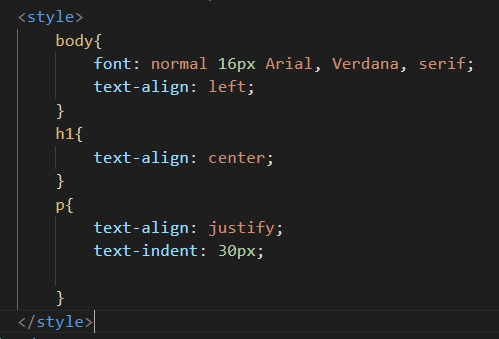 <style>
body{
font: normal 16px Arial, Verdana, serif;
text-align: left;
}
h1{
text-align: center;
}
p{
text-align: justify;
text-indent: 30px;
}
</style>